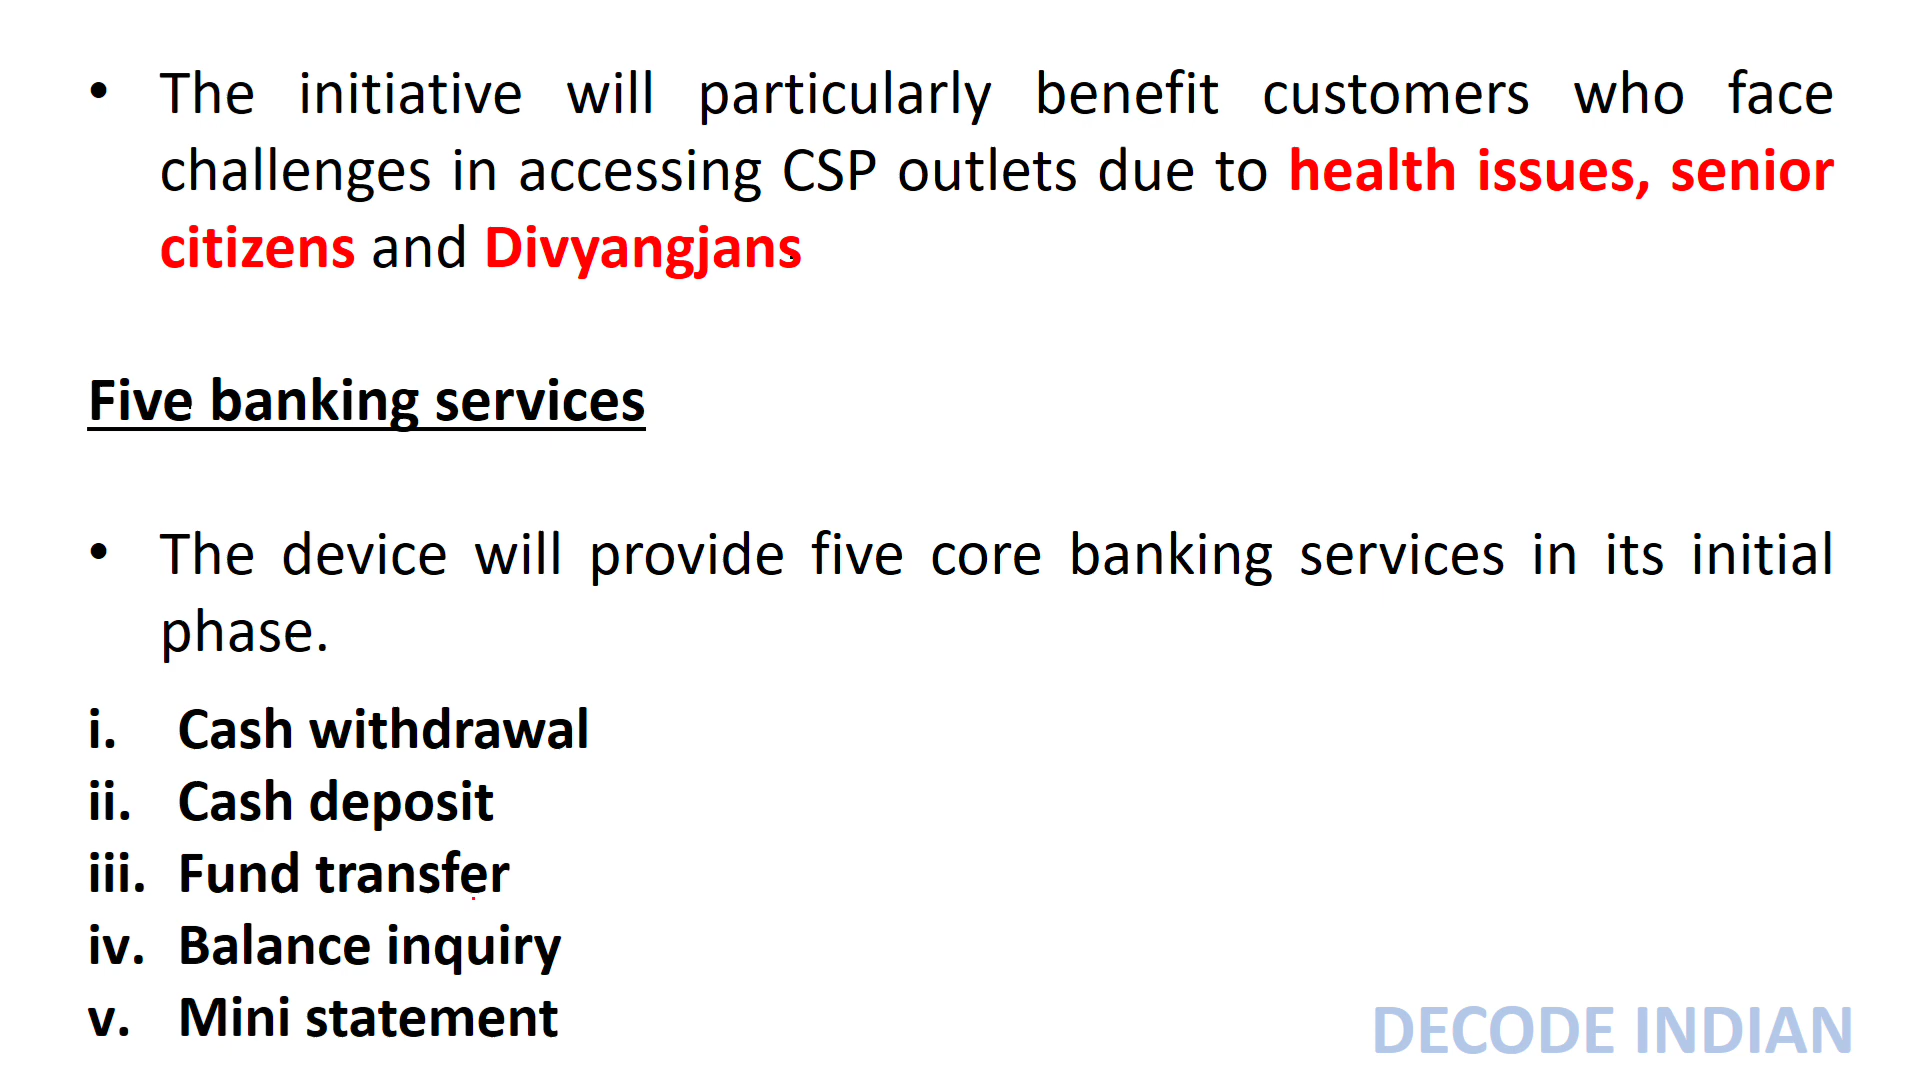 • The initiative will particularly benefit customers who face
challenges in accessing CSP outlets due to health issues, senior
citizens and Divyangjans
Five banking services
• The device will provide five core banking services in its initial
phase.
i. Cash withdrawal
ii. Cash deposit
iii. Fund transfer
iv. Balance inquiry
v. Mini statement
DECODE INDIAN